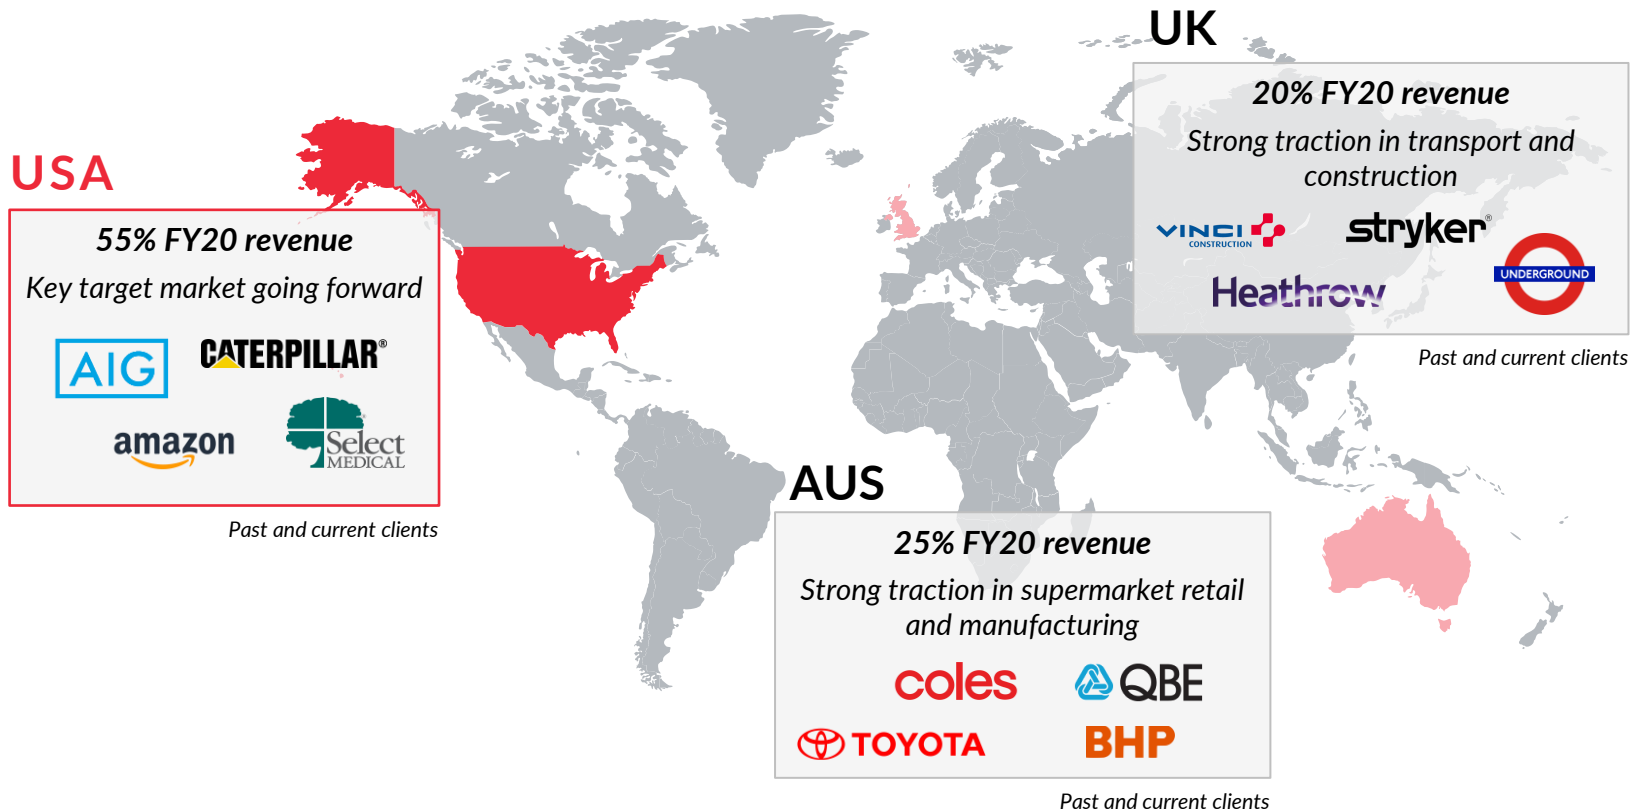 UK
20% FY20 revenue
Strong traction in transport and
construction
VINCI
CONSTRUCTION
stryker®
Heathrow
UNDERGROUND
Past and current clients
USA
55% FY20 revenue
Key target market going forward
AIG
CATERPILLAR®
amazon
Select
MEDICAL
Past and current clients
AUS
25% FY20 revenue
Strong traction in supermarket retail
and manufacturing
coles
QBE
TOYOTA
BHP
Past and current clients